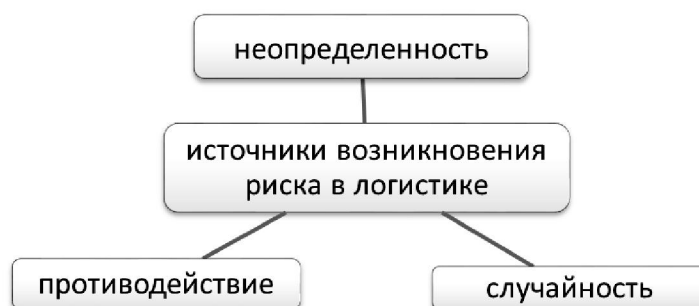 неопределенность
источники возникновения
риска в логистике
противодействие
случайность